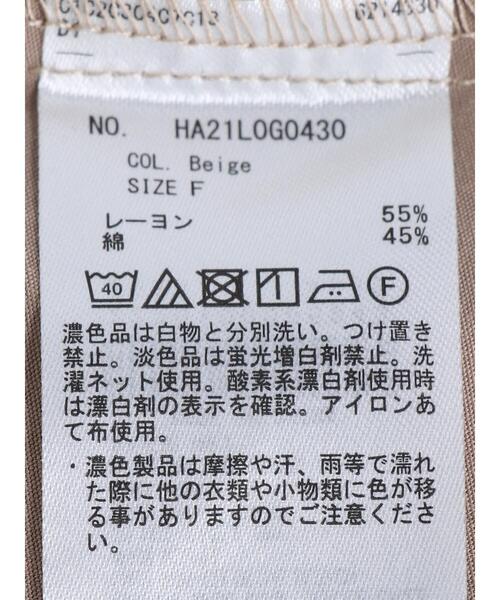 NO. HA21L0G0430
COL. Beige
SIZE F
レーヨン 55%
綿 45%
40 F
濃色品は白物と分別洗い。つけ置き
禁止。淡色品は蛍光増白剤禁止。洗
濯ネット使用。酸素系漂白剤使用時
は漂白剤の表示を確認。アイロンあ
て布使用。
・濃色製品は摩擦や汗、雨等で濡れ
た際に他の衣類や小物類に色が移
る事がありますのでご注意くださ
い。